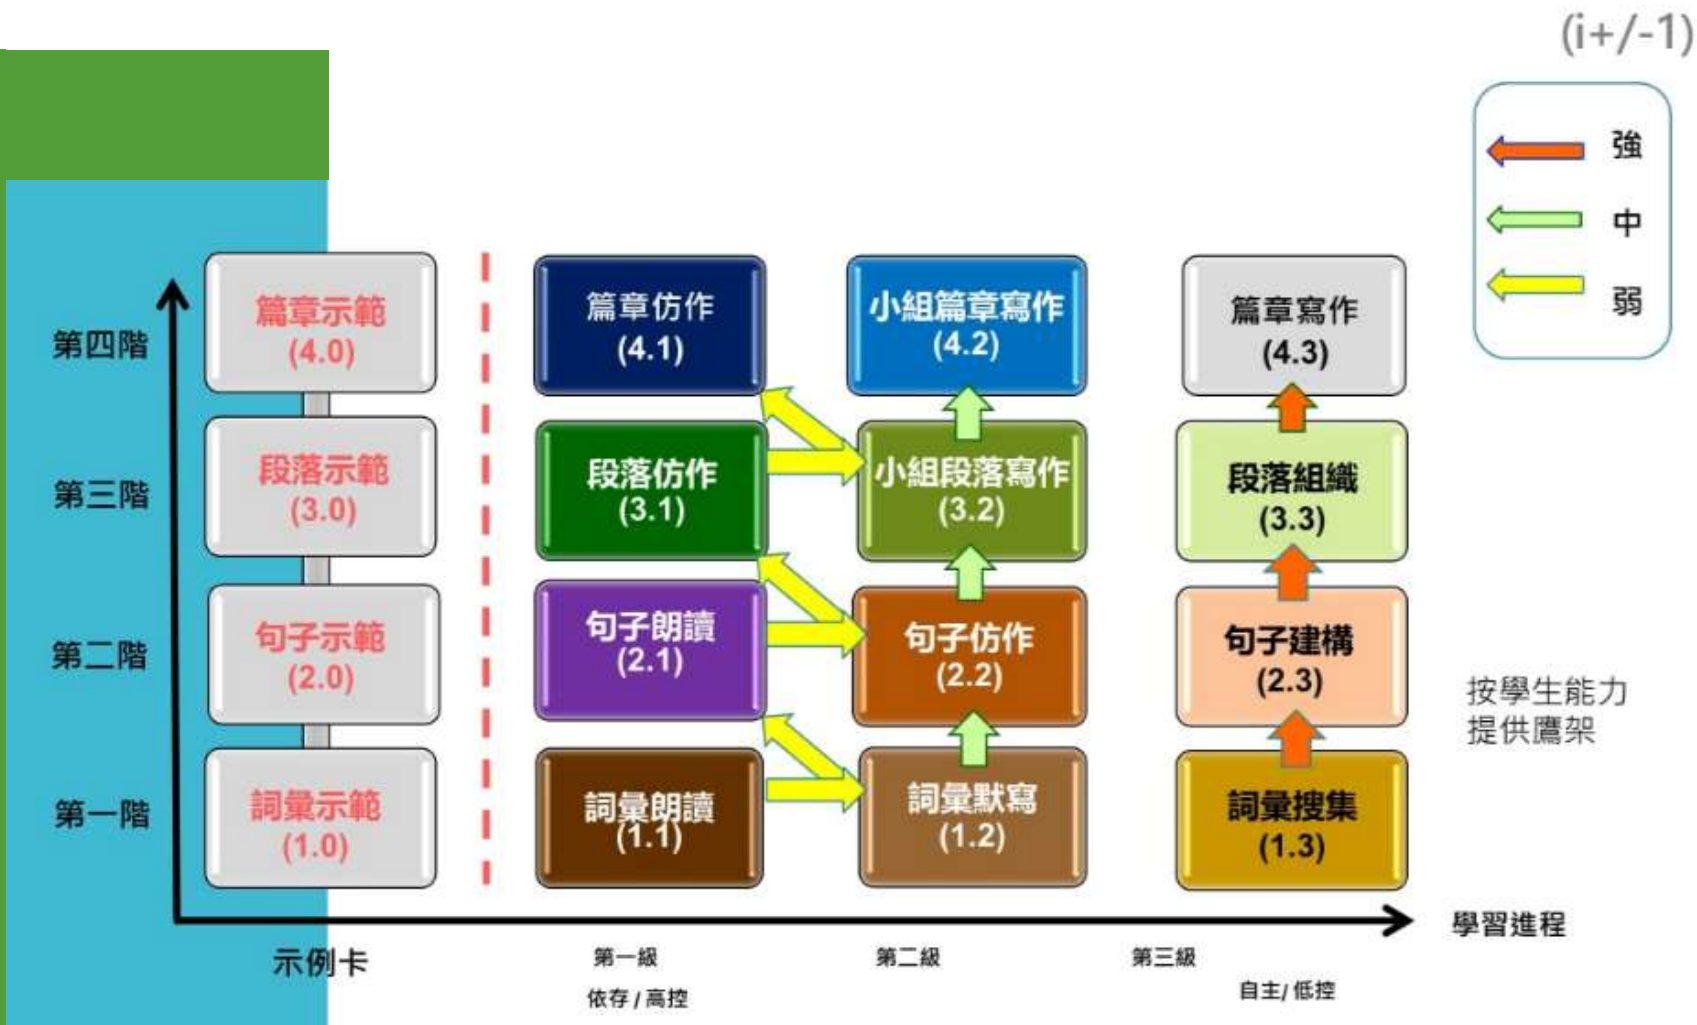 (i+/-1)
強
中
弱
第四階
篇章示範
(4.0)
篇章仿作
(4.1)
小組篇章寫作
(4.2)
篇章寫作
(4.3)
第三階
段落示範
(3.0)
段落仿作
(3.1)
小組段落寫作
(3.2)
段落組織
(3.3)
第二階
句子示範
(2.0)
句子朗讀
(2.1)
句子仿作
(2.2)
句子建構
(2.3)
按學生能力
提供鷹架
第一階
詞彙示範
(1.0)
詞彙朗讀
(1.1)
詞彙默寫
(1.2)
詞彙搜集
(1.3)
學習進程
示例卡
第一級
第二級
第三級
依存 / 高控
自主/ 低控